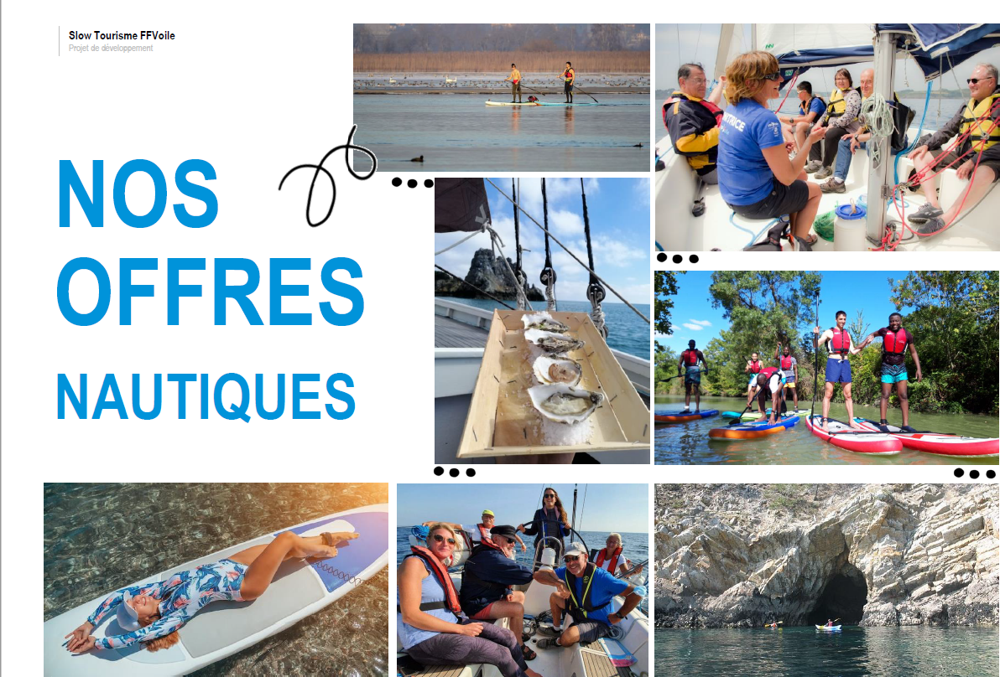 Slow Tourisme FFVoile
Projet de développement
NOS
OFFRES
NAUTIQUES